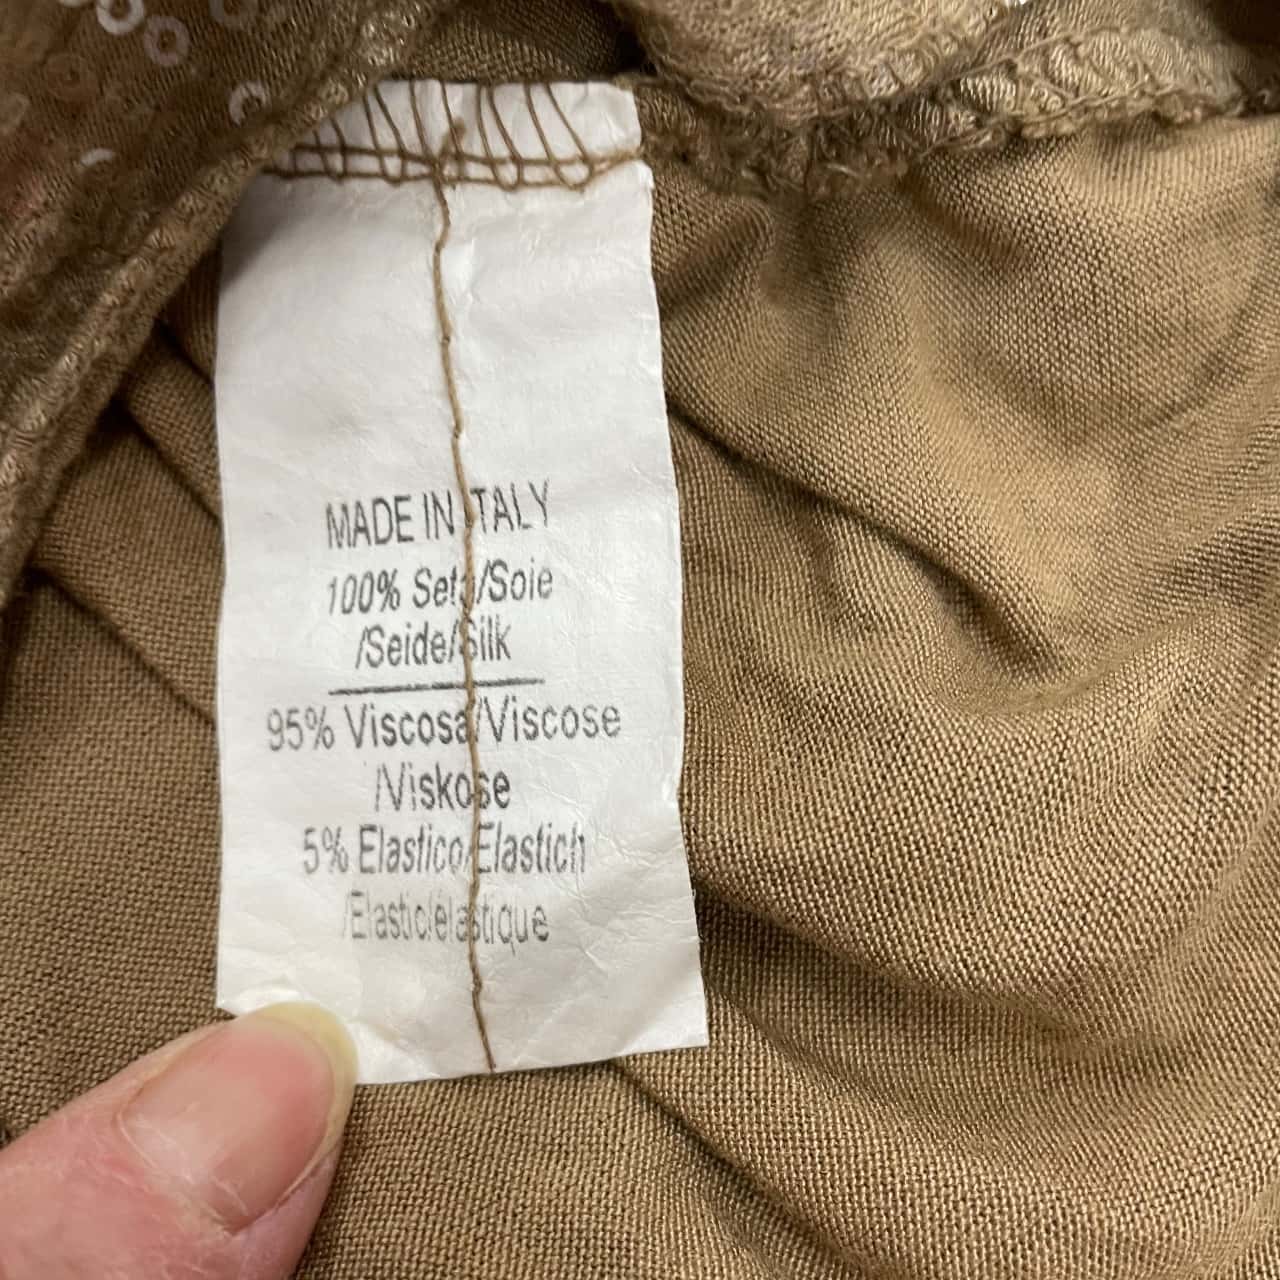 MADE IN ITALY
100% Seta/Soie
/Seide/Silk
95% Viscosa/Viscose
/Viskose
5% Elastico/Elastich
/Elastic/élastique